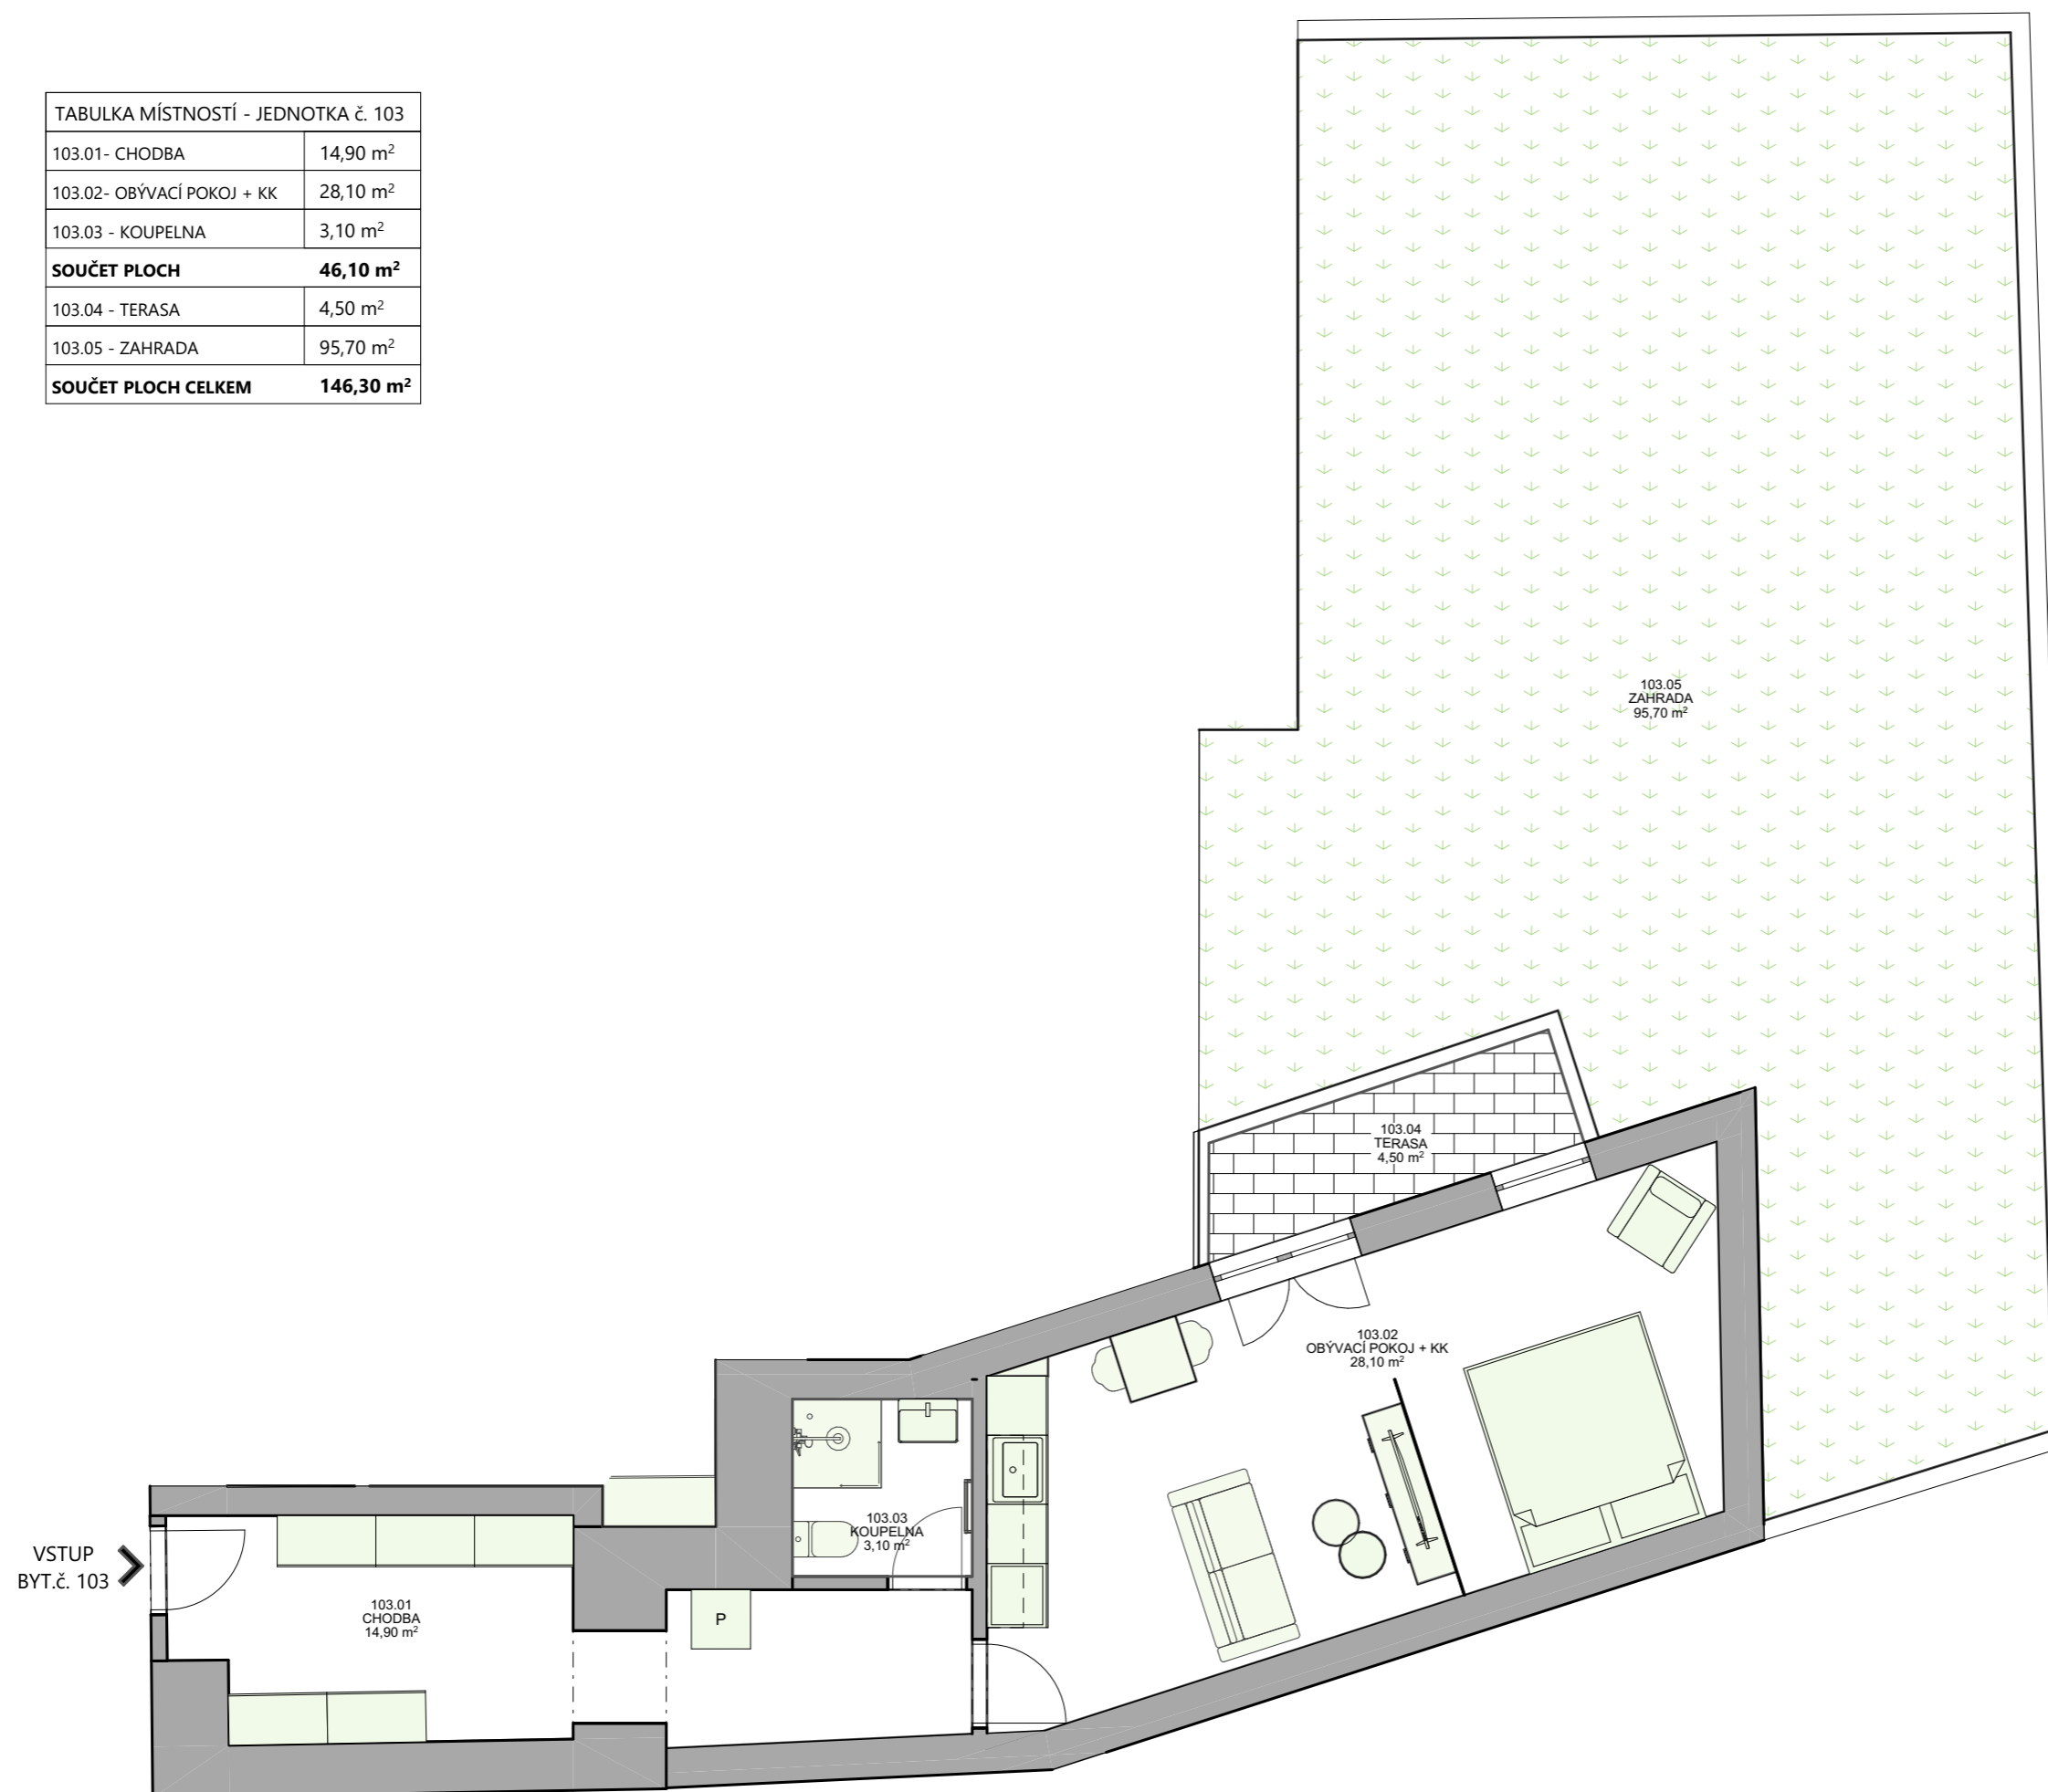 TABULKA MÍSTNOSTÍ - JEDNOTKA č. 103
103.01- CHODBA 14,90 m²
103.02- OBÝVACÍ POKOJ + KK 28,10 m²
103.03 - KOUPELNA 3,10 m²
SOUČET PLOCH 46,10 m²
103.04 - TERASA 4,50 m²
103.05 - ZAHRADA 95,70 m²
SOUČET PLOCH CELKEM 146,30 m²
103.05
ZAHRADA
95,70 m²
103.04
TERASA
4,50 m²
103.02
OBÝVACÍ POKOJ + KK
28,10 m²
103.03
KOUPELNA
3,10 m²
VSTUP
BYT.č. 103
103.01
CHODBA
14,90 m²
P